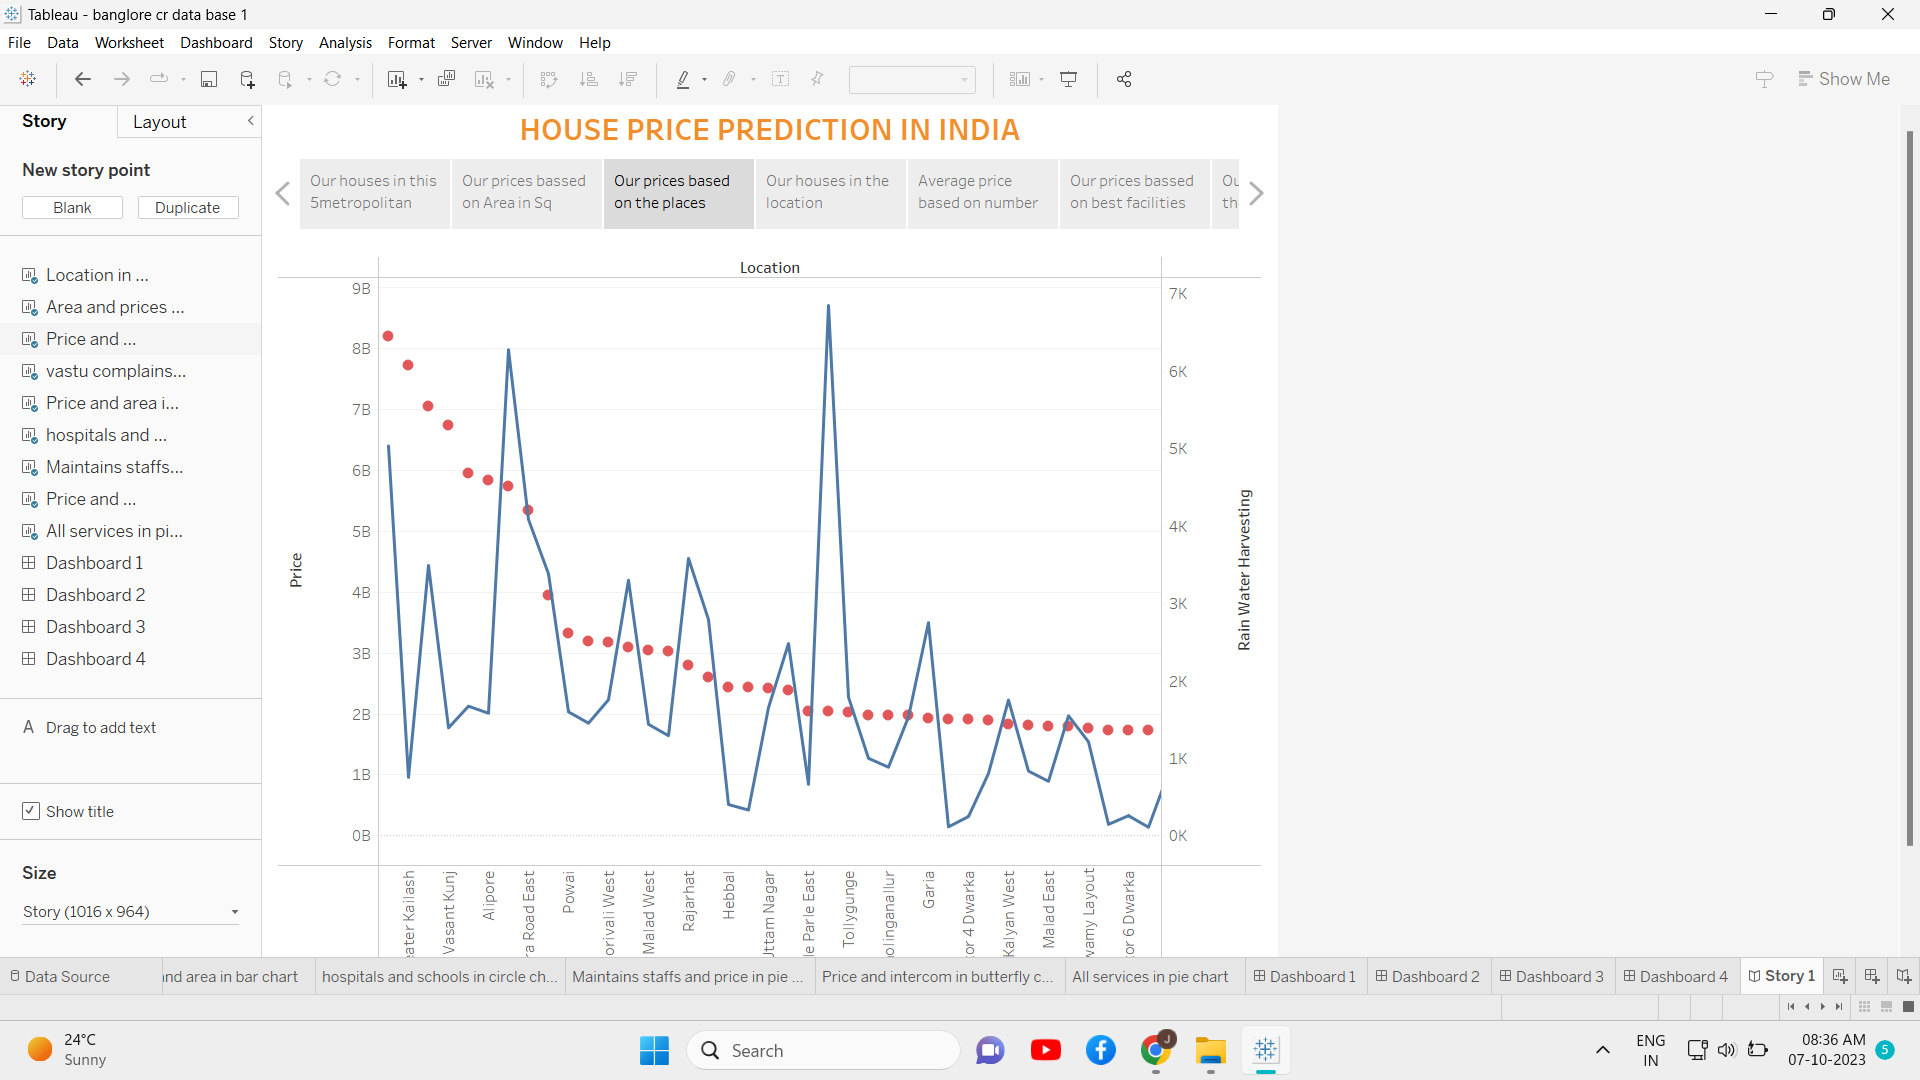 Tableau - banglore cr data base 1
File Data Worksheet Dashboard Story Analysis Format Server Window Help
Show Me
Story Layout
New story point
Blank Duplicate
Location in ...
Area and prices ...
Price and ...
vastu complains...
Price and area i...
hospitals and ...
Maintains staffs...
Price and ...
All services in pi...
Dashboard 1
Dashboard 2
Dashboard 3
Dashboard 4
A Drag to add text
Show title
Size
Story (1016 x 964)
HOUSE PRICE PREDICTION IN INDIA
Our houses in this
5metropolitan
Our prices bassed
on Area in Sq
Our prices based
on the places
Our houses in the
location
Average price
based on number
Our prices bassed
on best facilities
Ou
th
Location
9B
8B
7B
6B
5B
4B
3B
2B
1B
0B
Price
7K
6K
5K
4K
3K
2K
1K
0K
Rain Water Harvesting
eater Kailash
Vasant Kunj
Alipore
ra Road East
Powai
orivali West
Malad West
Rajarhat
Hebbal
Uttam Nagar
le Parle East
Tollygunge
olinganallur
Garia
tor 4 Dwarka
Kalyan West
Malad East
wamy Layout
or 6 Dwarka
Data Source nd area in bar chart hospitals and schools in circle ch... Maintains staffs and price in pie ... Price and intercom in butterfly c... All services in pie chart Dashboard 1 Dashboard 2 Dashboard 3 Dashboard 4 Story 1
24°C
Sunny
Search
J
ENG
IN
08:36 AM
07-10-2023
5